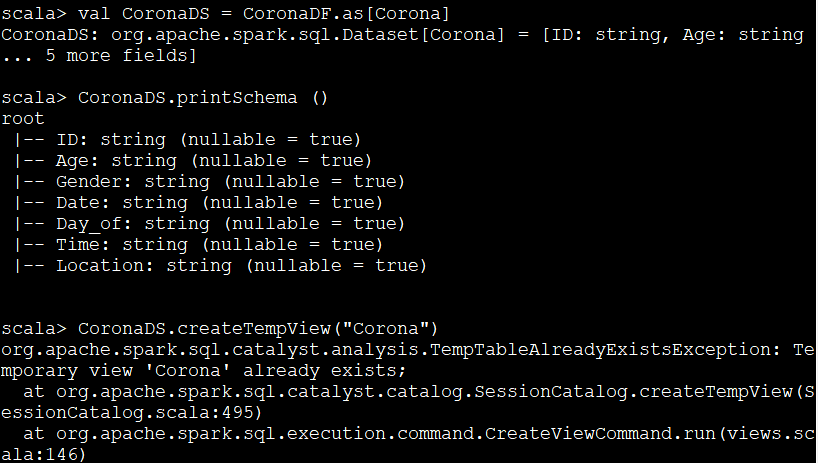 scala> val CoronaDS = CoronaDF.as[Corona]
CoronaDS: org.apache.spark.sql.Dataset[Corona] = [ID: string, Age: string
... 5 more fields]
scala> CoronaDS.printSchema ()
root
 |-- ID: string (nullable = true)
 |-- Age: string (nullable = true)
 |-- Gender: string (nullable = true)
 |-- Date: string (nullable = true)
 |-- Day_of: string (nullable = true)
 |-- Time: string (nullable = true)
 |-- Location: string (nullable = true)
scala> CoronaDS.createTempView("Corona")
org.apache.spark.sql.catalyst.analysis.TempTableAlreadyExistsException: Te
mporary view 'Corona' already exists;
  at org.apache.spark.sql.catalyst.catalog.SessionCatalog.createTempView(S
essionCatalog.scala:495)
  at org.apache.spark.sql.execution.command.CreateViewCommand.run(views.sc
ala:146)